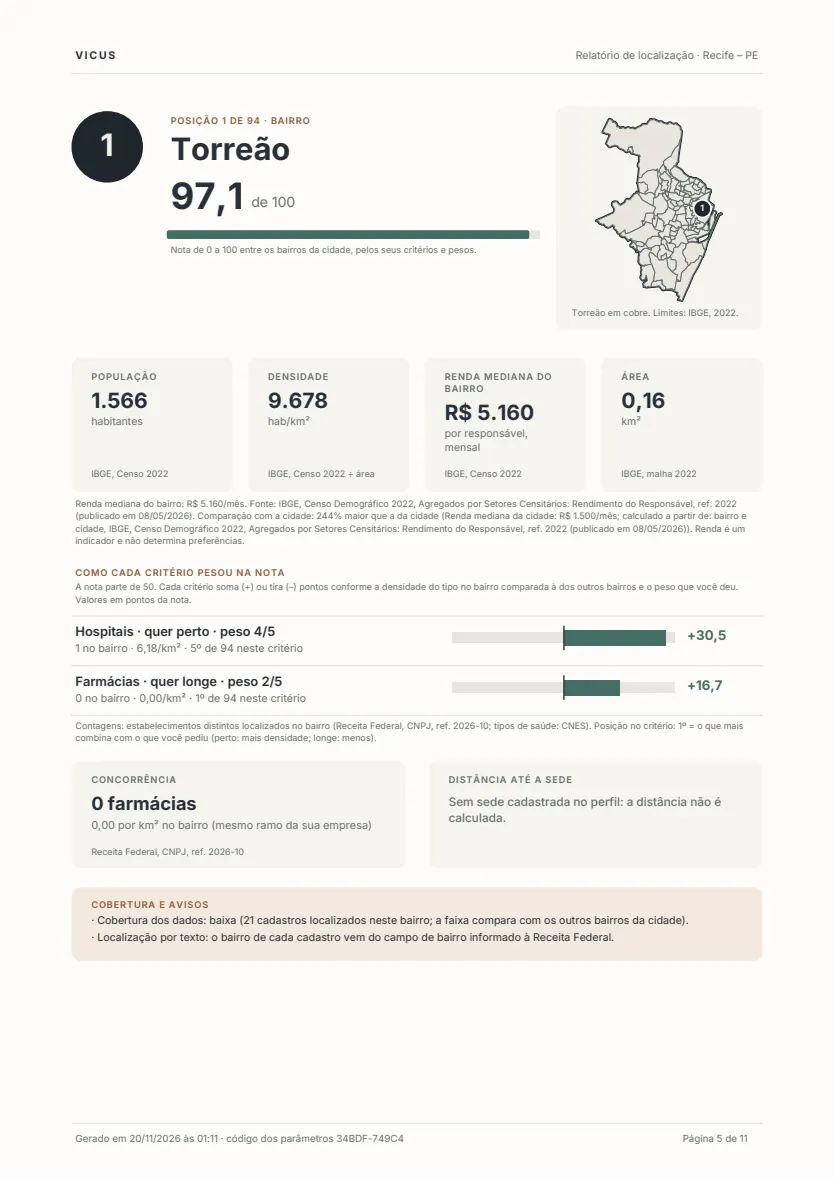 VICUS
Relatório de localização · Recife – PE
1
POSIÇÃO 1 DE 94 · BAIRRO
Torreão
97,1 de 100
Nota de 0 a 100 entre os bairros da cidade, pelos seus critérios e pesos.
1
Torreão em cobre. Limites: IBGE, 2022.
POPULAÇÃO
1.566
habitantes
IBGE, Censo 2022
DENSIDADE
9.678
hab/km²
IBGE, Censo 2022 ÷ área
RENDA MEDIANA DO
BAIRRO
R$ 5.160
por responsável,
mensal
IBGE, Censo 2022
ÁREA
0,16
km²
IBGE, malha 2022
Renda mediana do bairro: R$ 5.160/mês. Fonte: IBGE, Censo Demográfico 2022, Agregados por Setores Censitários: Rendimento do Responsável, ref. 2022
(publicado em 08/05/2026). Comparação com a cidade: 244% maior que a da cidade (Renda mediana da cidade: R$ 1.500/mês; calculado a partir de: bairro e
cidade, IBGE, Censo Demográfico 2022, Agregados por Setores Censitários: Rendimento do Responsável, ref. 2022 (publicado em 08/05/2026)). Renda é um
indicador e não determina preferências.
COMO CADA CRITÉRIO PESOU NA NOTA
A nota parte de 50. Cada critério soma (+) ou tira (–) pontos conforme a densidade do tipo no bairro comparada à dos outros bairros e o peso que você deu.
Valores em pontos da nota.
Hospitais · quer perto · peso 4/5
1 no bairro · 6,18/km² · 5º de 94 neste critério
+30,5
Farmácias · quer longe · peso 2/5
0 no bairro · 0,00/km² · 1º de 94 neste critério
+16,7
Contagens: estabelecimentos distintos localizados no bairro (Receita Federal, CNPJ, ref. 2026-10; tipos de saúde: CNES). Posição no critério: 1º = o que mais
combina com o que você pediu (perto: mais densidade; longe: menos).
CONCORRÊNCIA
0 farmácias
0,00 por km² no bairro (mesmo ramo da sua empresa)
Receita Federal, CNPJ, ref. 2026-10
DISTÂNCIA ATÉ A SEDE
Sem sede cadastrada no perfil: a distância não é
calculada.
COBERTURA E AVISOS
· Cobertura dos dados: baixa (21 cadastros localizados neste bairro; a faixa compara com os outros bairros da cidade).
· Localização por texto: o bairro de cada cadastro vem do campo de bairro informado à Receita Federal.
Gerado em 20/11/2026 às 01:11 · código dos parâmetros 34BDF-749C4
Página 5 de 11